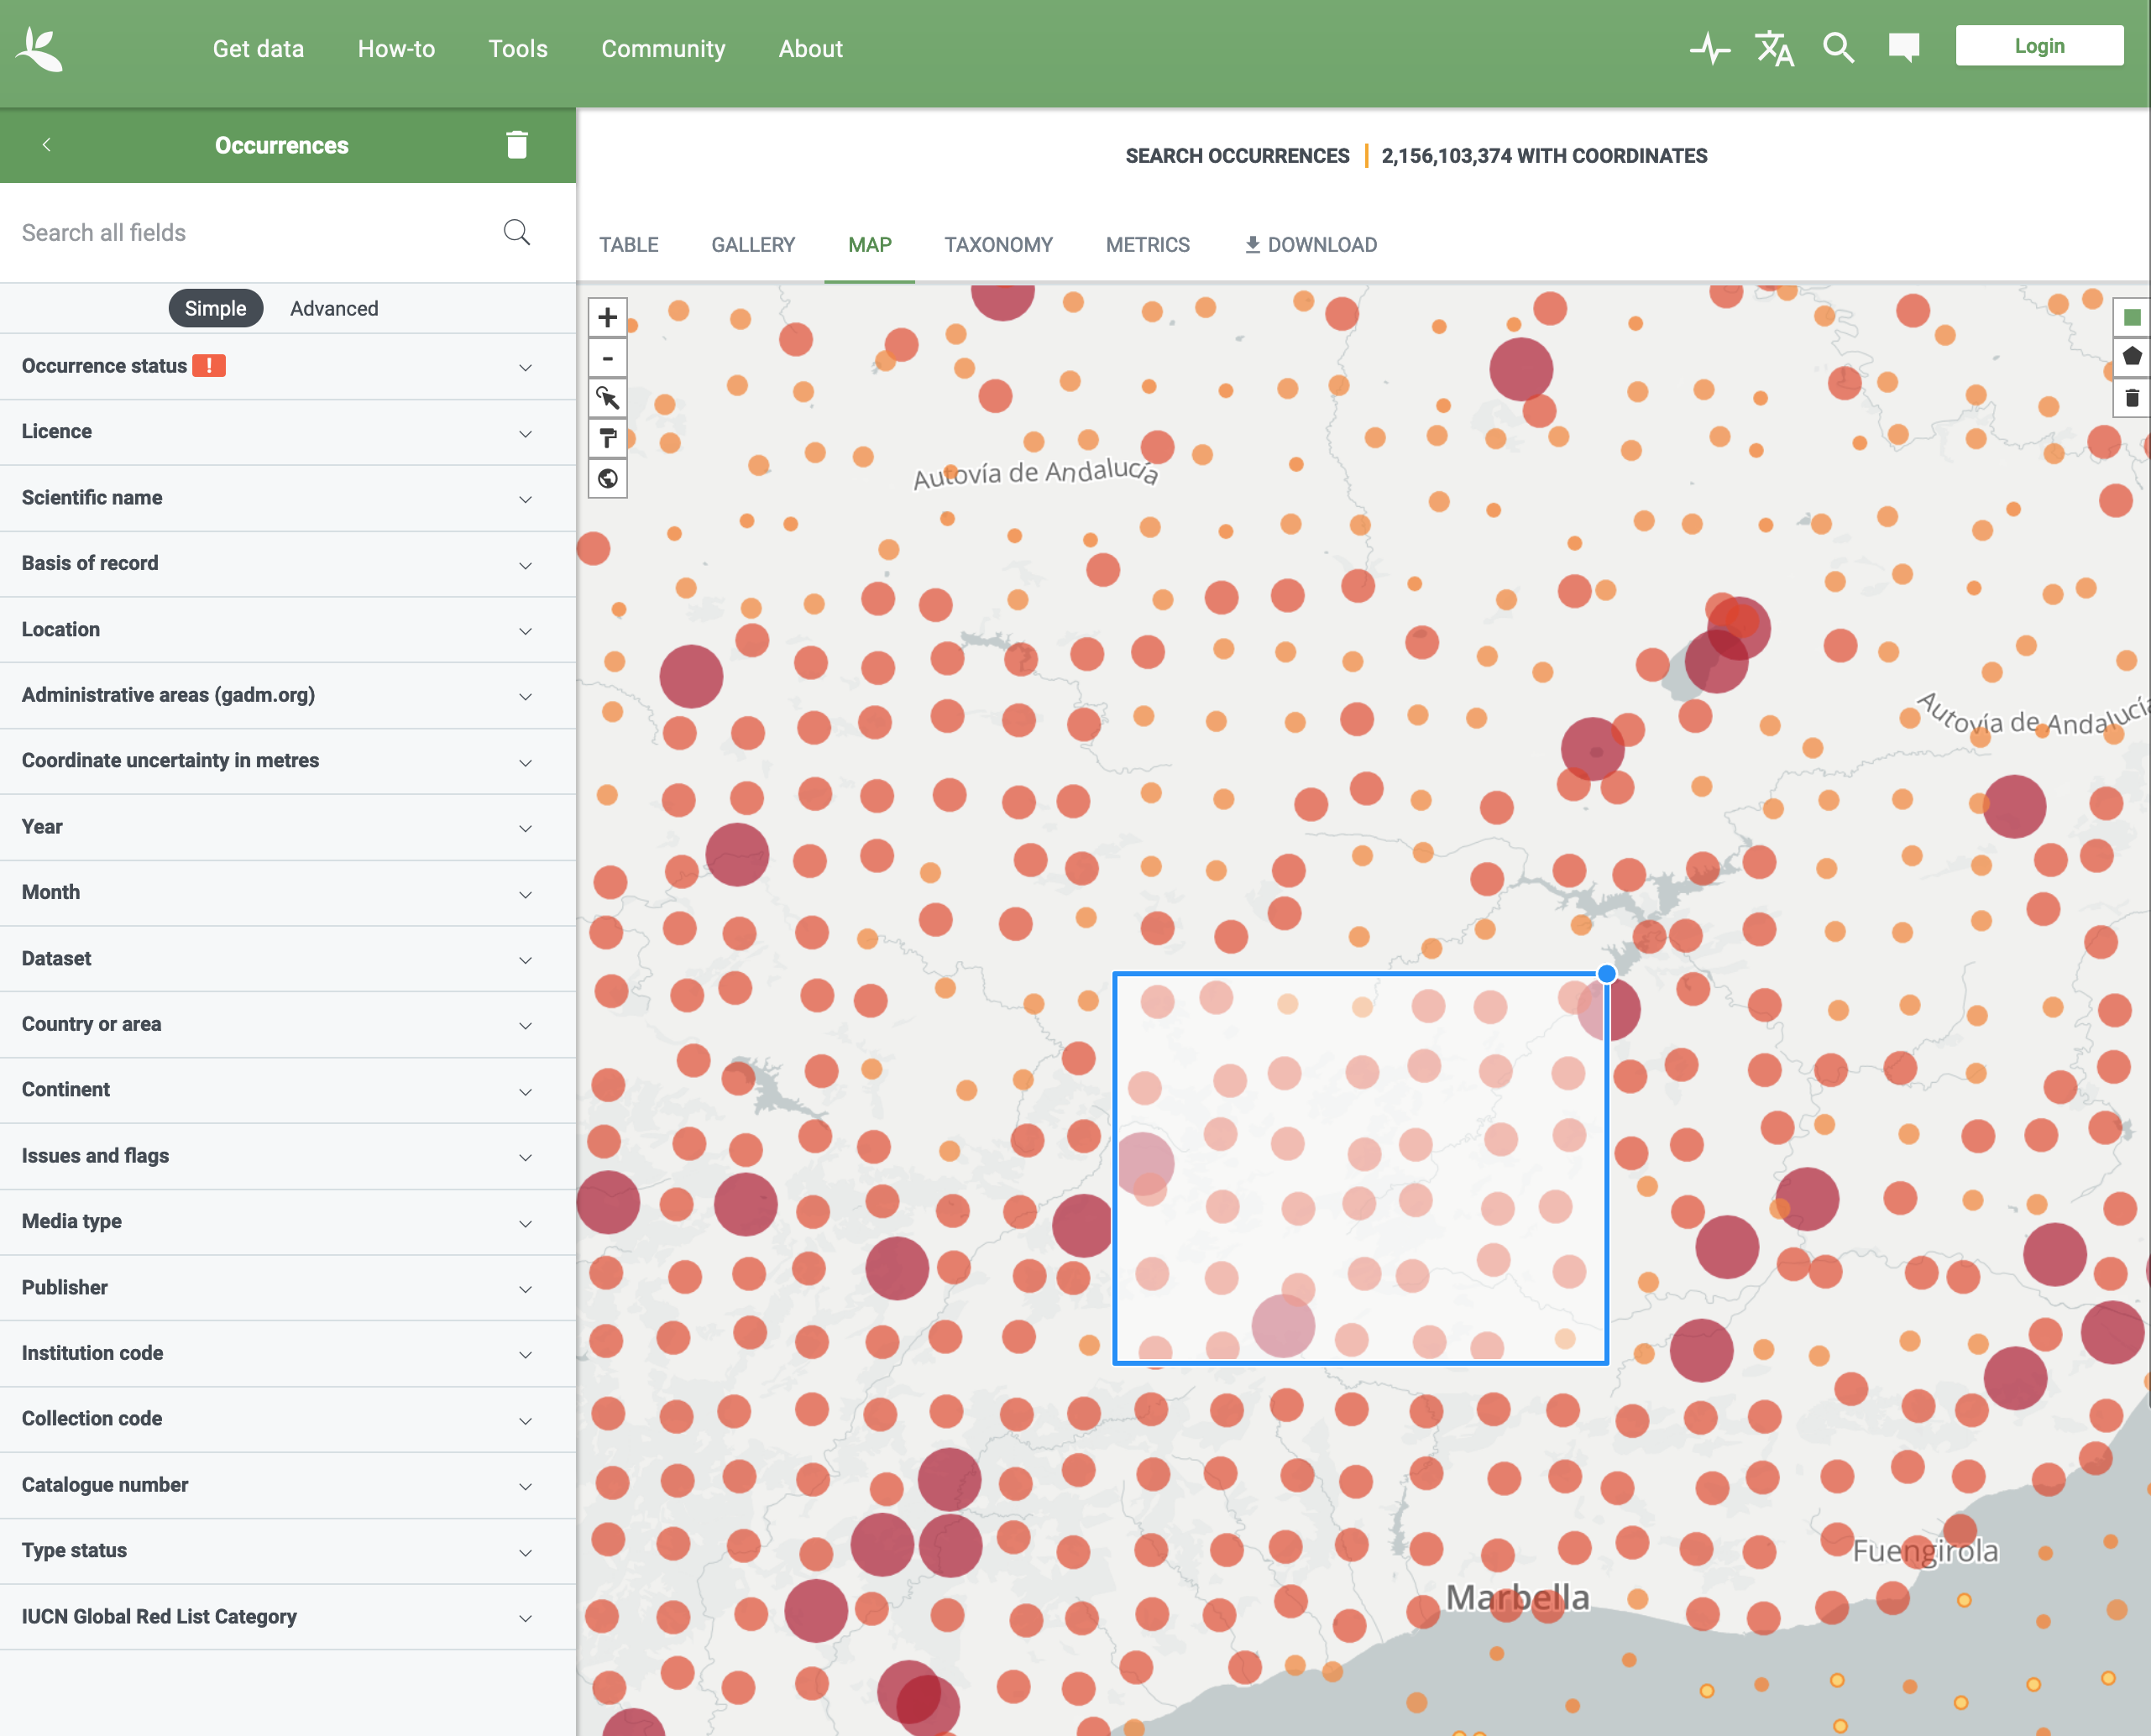 Get data
How-to
Tools
Community
About
Login
Occurrences
SEARCH OCCURRENCES | 2,156,103,374 WITH COORDINATES
Search all fields
TABLE
GALLERY
MAP
TAXONOMY
METRICS
DOWNLOAD
Simple
Advanced
Occurrence status !
Licence
Scientific name
Basis of record
Location
Administrative areas (gadm.org)
Coordinate uncertainty in metres
Year
Month
Dataset
Country or area
Continent
Issues and flags
Media type
Publisher
Institution code
Collection code
Catalogue number
Type status
IUCN Global Red List Category
+
-
Autovía de Andalucía
Autovía de Andalucía
Fuengirola
Marbella